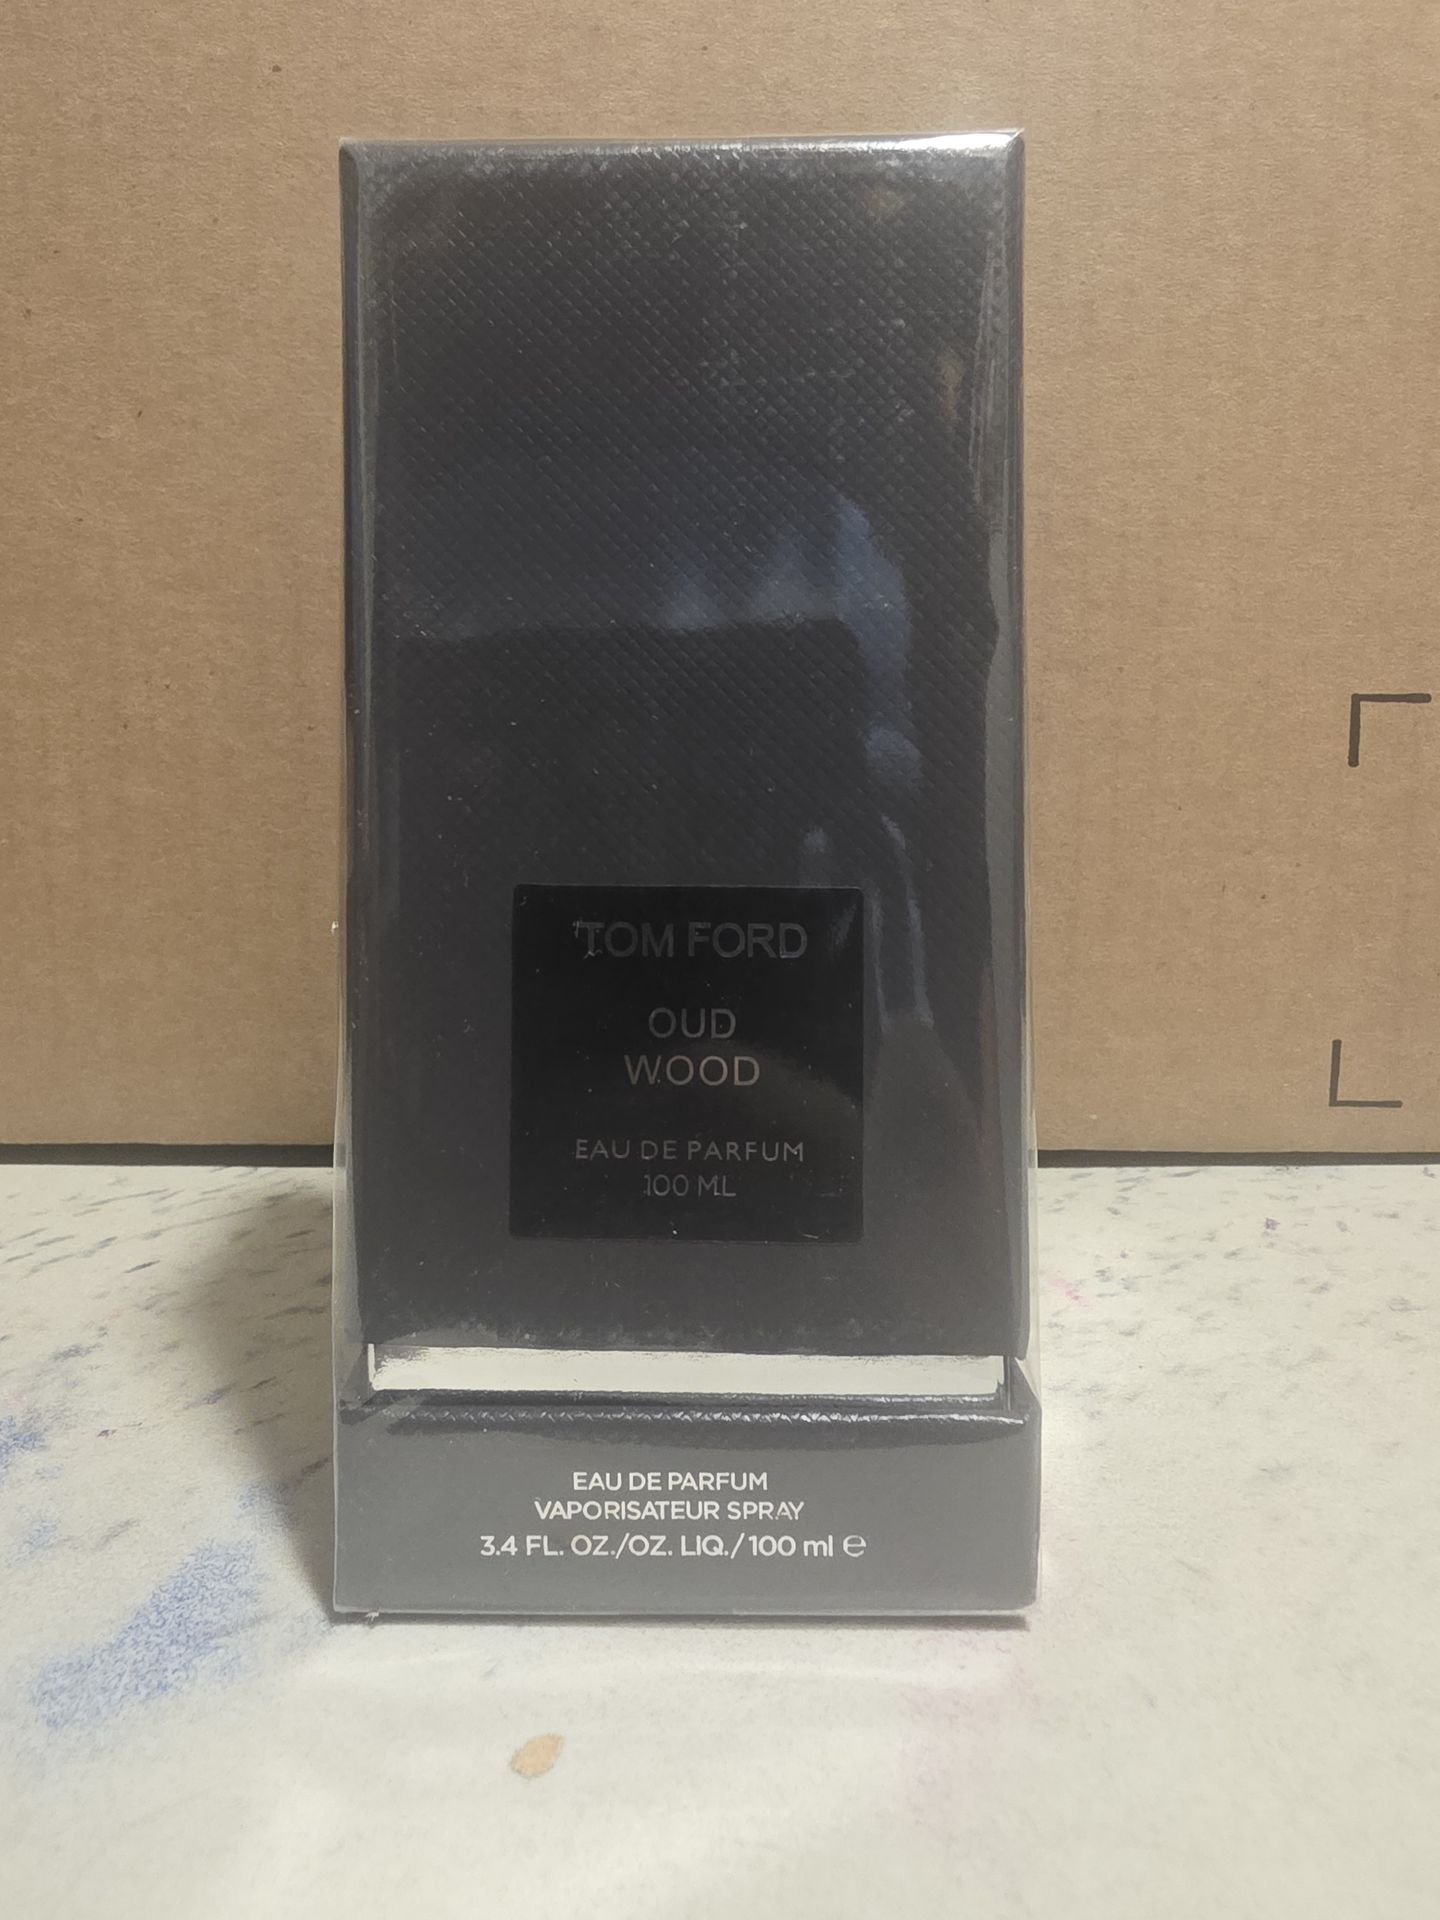 TOM FORD
OUD
WOOD
EAU DE PARFUM
100 ML
EAU DE PARFUM
VAPORISATEUR SPRAY
3.4 FL. OZ./OZ. LIQ./100 ml ℮